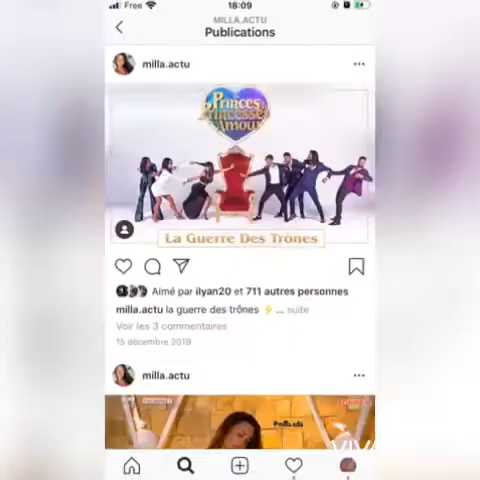 Free
18:09
MILLA.ACTU
Publications
milla.actu
Princes
Princesses
Amour
La Guerre Des Trônes
Aimé par ilyan20 et 711 autres personnes
milla.actu la guerre des trônes ⚡... suite
Voir les 3 commentaires
15 décembre 2019
milla.actu
VIVA